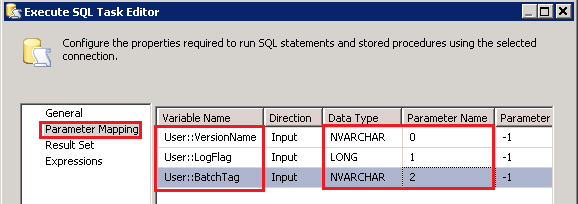 Execute SQL Task Editor
Configure the properties required to run SQL statements and stored procedures using the selected
connection.
General
Parameter Mapping
Result Set
Expressions
Variable Name Direction Data Type Parameter Name Parameter
User::VersionName Input NVARCHAR 0 -1
User::LogFlag Input LONG 1 -1
User::BatchTag Input NVARCHAR 2 -1